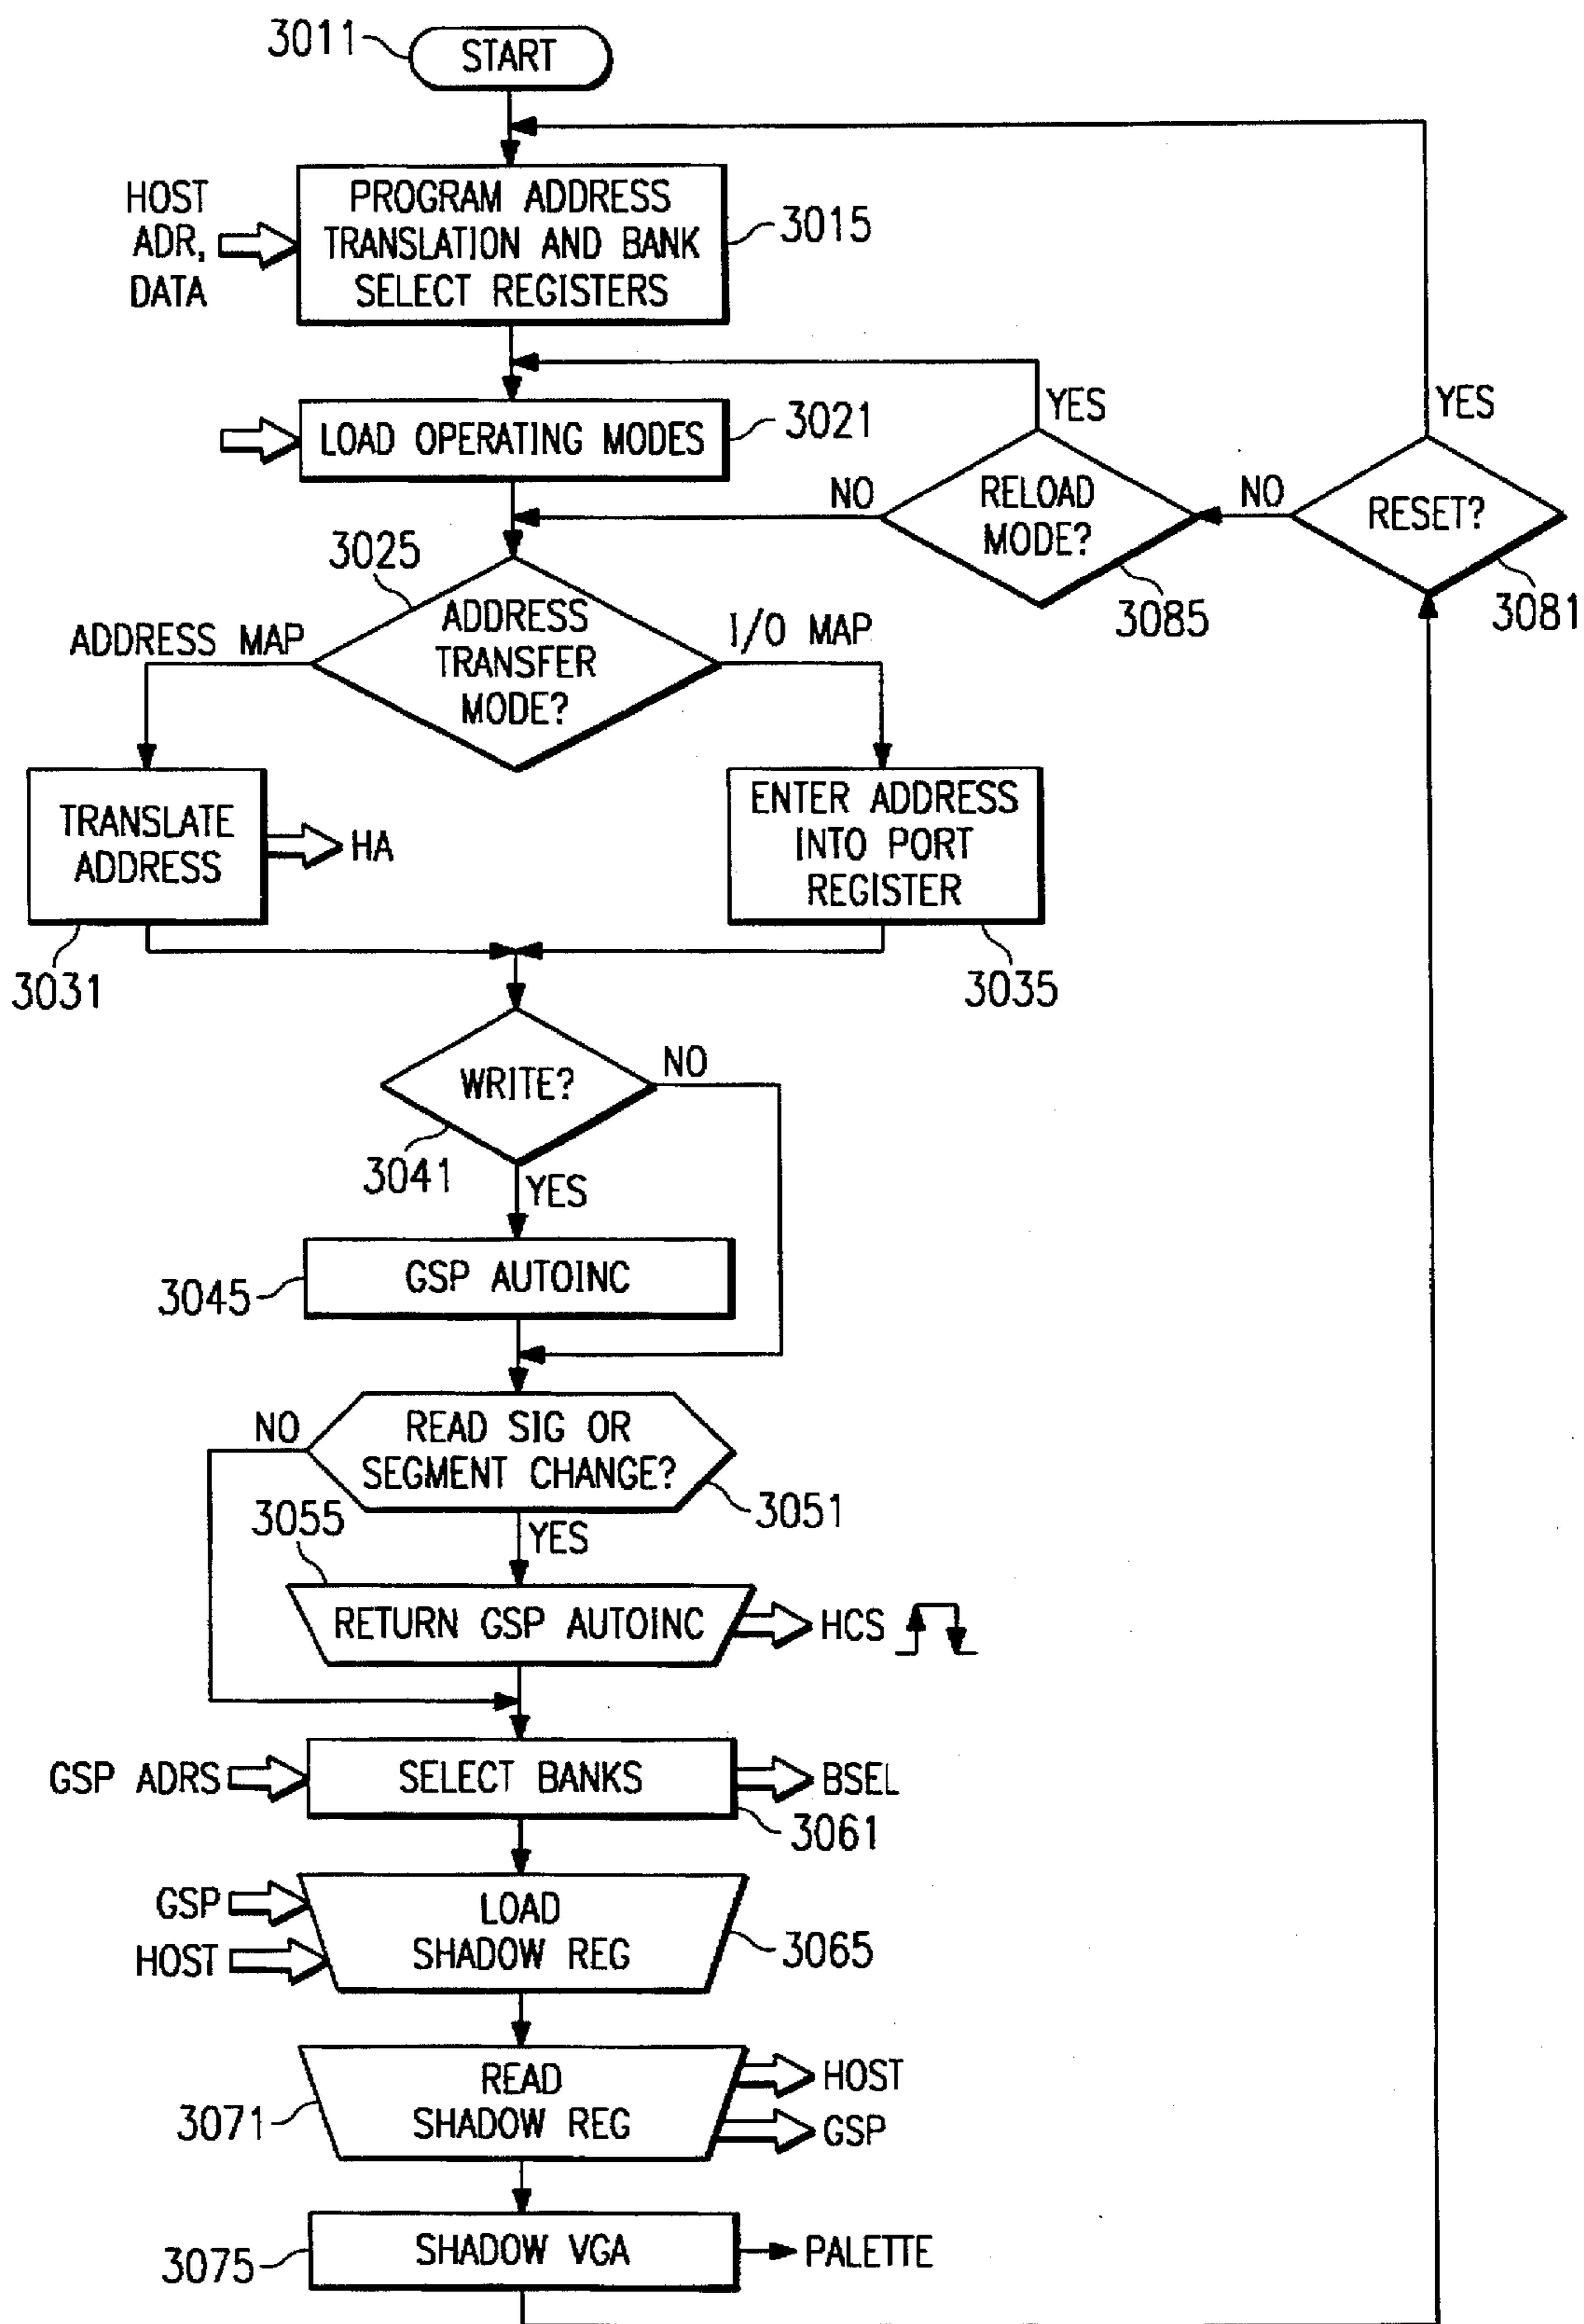 3011
START
HOST
ADR,
DATA
PROGRAM ADDRESS
TRANSLATION AND BANK
SELECT REGISTERS
3015
YES
YES
LOAD OPERATING MODES
3021
NO
RELOAD
MODE?
NO
RESET?
3085
3081
3025
ADDRESS MAP
ADDRESS
TRANSFER
MODE?
I/O MAP
TRANSLATE
ADDRESS
HA
3031
ENTER ADDRESS
INTO PORT
REGISTER
3035
WRITE?
NO
3041
YES
3045
GSP AUTOINC
NO
READ SIG OR
SEGMENT CHANGE?
3051
3055
YES
RETURN GSP AUTOINC
HCS
GSP ADRS
SELECT BANKS
BSEL
3061
GSP
HOST
LOAD
SHADOW REG
3065
READ
SHADOW REG
HOST
GSP
3071
3075
SHADOW VGA
PALETTE